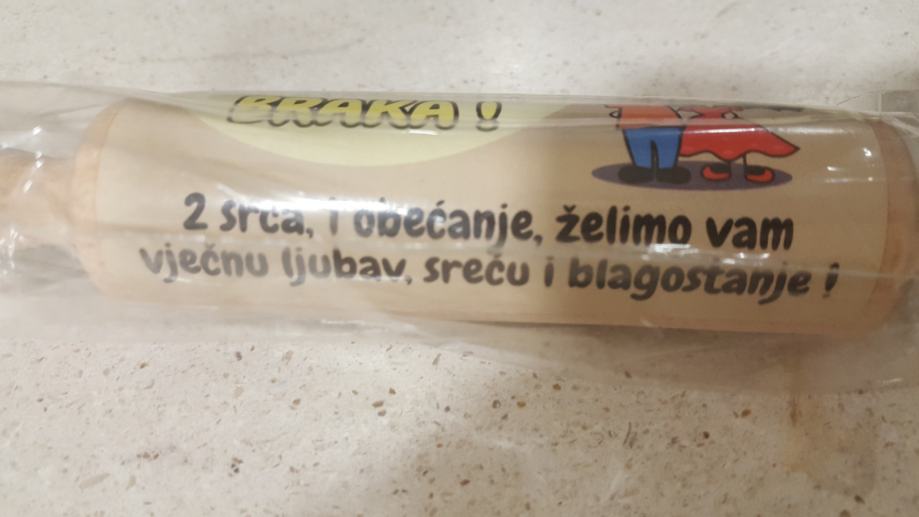 BRAKA !
2 srca, 1 obećanje, želimo vam
vječnu ljubav, sreću i blagostanje !